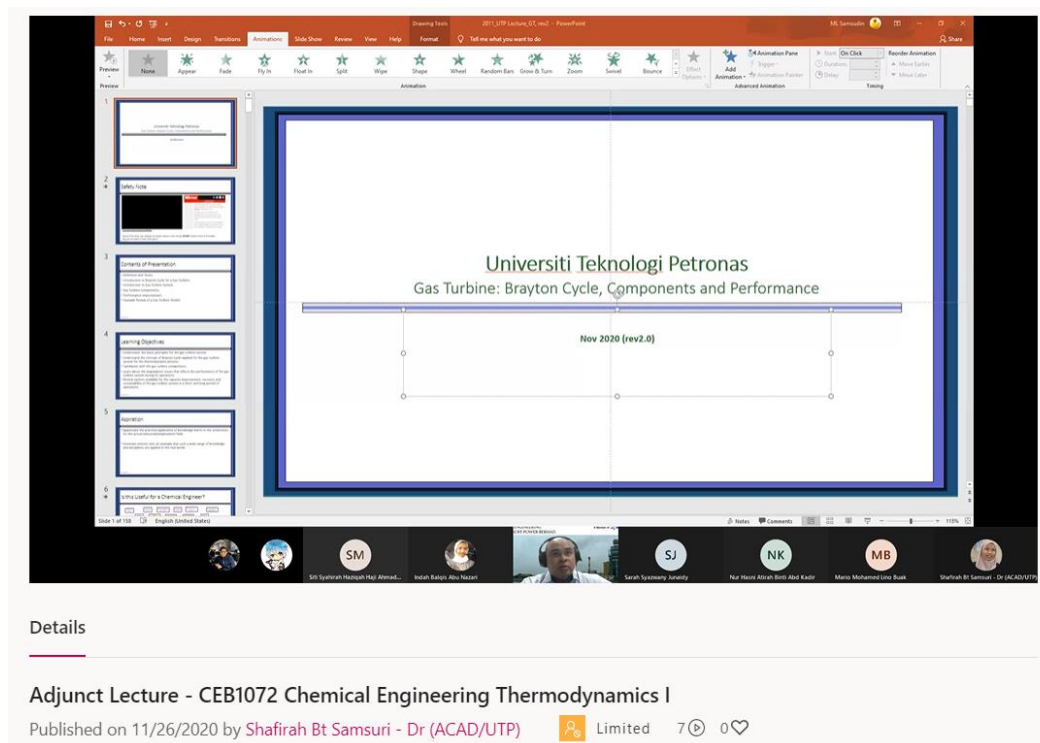 Drawing Tools
2011_UTP Lecture_GT_rev2 - PowerPoint
ML Samsudin
File Home Insert Design Transitions Animations Slide Show Review View Help Format Tell me what you want to do
Share
Preview None Appear Fade Fly In Float In Split Wipe Shape Wheel Random Bars Grow & Turn Zoom Swivel Bounce
Effect Options
Add Animation
Animation Pane
Trigger
Animation Painter
Start: On Click
Duration:
Delay:
Reorder Animation
Move Earlier
Move Later
Preview Animation Advanced Animation Timing
1
2
Safety Note
3
Contents of Presentation
4
Learning Objectives
5
Aspiration
6
Is this Useful for a Chemical Engineer?
Universiti Teknologi Petronas
Gas Turbine: Brayton Cycle, Components and Performance
Nov 2020 (rev2.0)
Slide 1 of 158 English (United States)
Notes Comments 115%
SM SJ NK MB
Siti Syahirah Haziqah Haji Ahmad... Indah Balqis Abu Nazari Sarah Syazwany Junaidy Nur Hasni Atirah Binti Abd Kadir Mario Mohamed Lino Buak Shafirah Bt Samsuri - Dr (ACAD/UTP)
Details
Adjunct Lecture - CEB1072 Chemical Engineering Thermodynamics I
Published on 11/26/2020 by Shafirah Bt Samsuri - Dr (ACAD/UTP) Limited 7 0